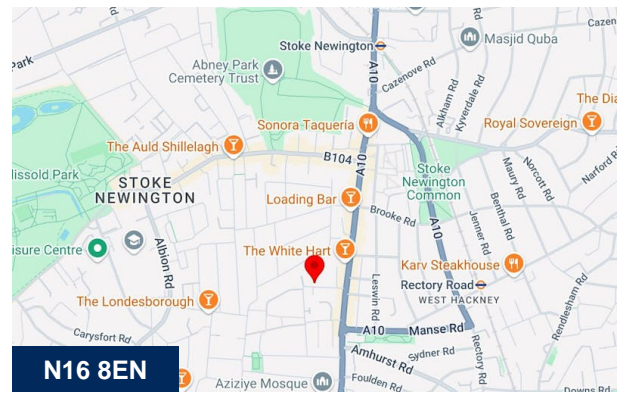 Stoke Newington
Masjid Quba
Cazen
Rd
Park
Abney Park
Cemetery Trust
A10
Cazenove Rd
Alkham Rd
Kyverdale Rd
The Dia
Sonora Taqueria
Royal Sovereign
The Auld Shillelagh
B104
A10
Stoke
Newington
Common
Maury Rd
Norcott Rd
Narford R
lissold Park
STOKE
NEWINGTON
Loading Bar
Brooke Rd
A10
Jenner Rd
Benthal Rd
isure Centre
Albion Rd
The White Hart
Leswin Rd
Karv Steakhouse
Rectory Road
WEST HACKNEY
The Londesborough
Rendlesham Rd
A10
Manse Rd
Carysfort Rd
Amhurst Rd
Sydner Rd
Rectory Rd
N16 8EN
Aziziye Mosque
Foulden Rd
Downs Rd